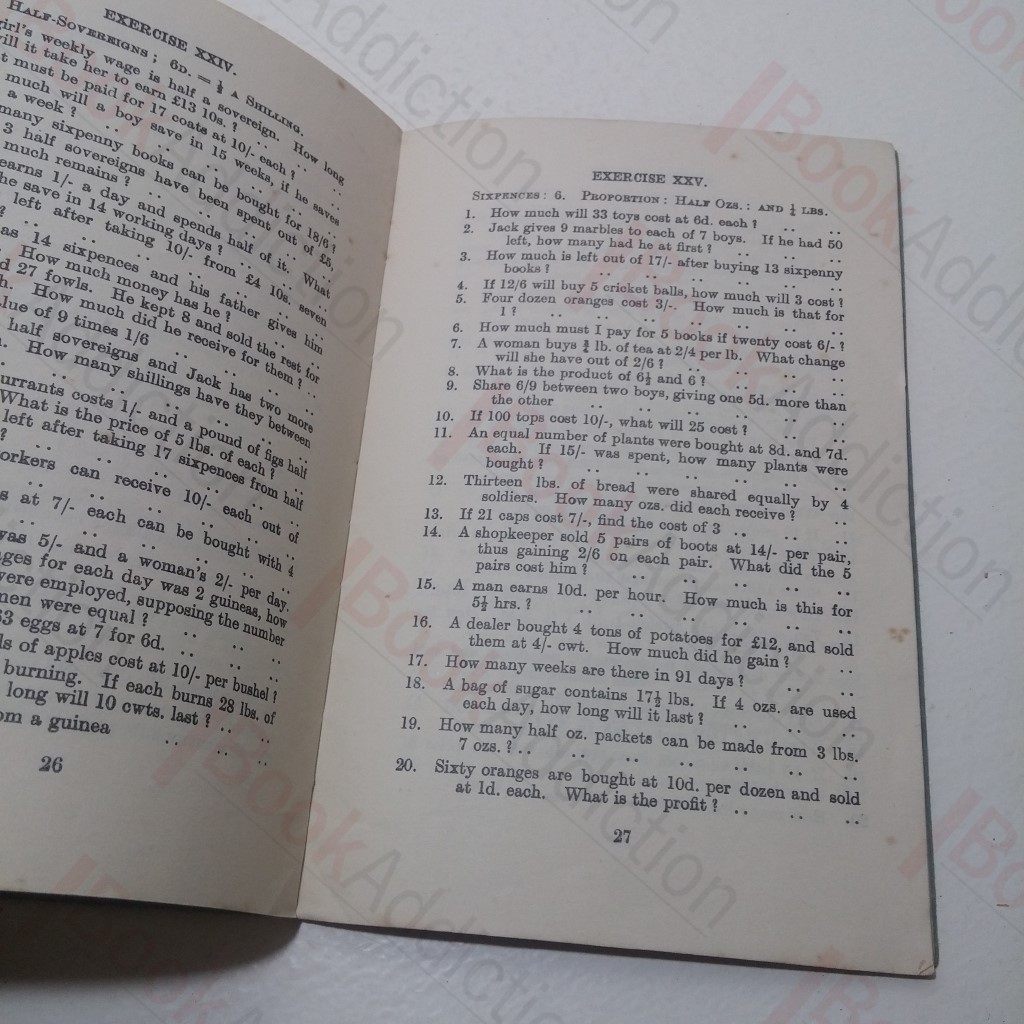 EXERCISE XXIV.
HALF-SOVEREIGNS; 6D. = ½ A SHILLING.
girl's weekly wage is half a sovereign. How long
will it take her to earn £13 10s. ?
must be paid for 17 coats at 10/- each ?
much will a boy save in 15 weeks, if he saves
a week ?
many sixpenny books can be bought for 18/6 ?
3 half sovereigns have been spent out of £5,
much remains ?
earns 1/- a day and spends half of it. What
he save in 14 working days ?
left after taking 10/- from £4 10s. seven
?
as 14 sixpences and his father gives him
How much money has he ?
27 fowls. He kept 8 and sold the rest for
How much did he receive for them ?
value of 9 times 1/6
half sovereigns and Jack has two more
How many shillings have they between
currants costs 1/- and a pound of figs half
What is the price of 5 lbs. of each ?
left after taking 17 sixpences from half
?
workers can receive 10/- each out of
at 7/- each can be bought with 4
was 5/- and a woman's 2/- per day.
wages for each day was 2 guineas, how
were employed, supposing the number
men were equal ?
63 eggs at 7 for 6d.
of apples cost at 10/- per bushel ?
burning. If each burns 28 lbs. of
long will 10 cwts. last ?
from a guinea
26
EXERCISE XXV.
SIXPENCES: 6. PROPORTION: HALF OZS.: AND ½ LBS.
1. How much will 33 toys cost at 6d. each ?
2. Jack gives 9 marbles to each of 7 boys. If he had 50
left, how many had he at first ?
3. How much is left out of 17/- after buying 13 sixpenny
books ?
4. If 12/6 will buy 5 cricket balls, how much will 3 cost ?
5. Four dozen oranges cost 3/-. How much is that for
1 ?
6. How much must I pay for 5 books if twenty cost 6/- ?
7. A woman buys ¾ lb. of tea at 2/4 per lb. What change
will she have out of 2/6 ?
8. What is the product of 6½ and 6 ?
9. Share 6/9 between two boys, giving one 5d. more than
the other
10. If 100 tops cost 10/-, what will 25 cost ?
11. An equal number of plants were bought at 8d. and 7d.
each. If 15/- was spent, how many plants were
bought ?
12. Thirteen lbs. of bread were shared equally by 4
soldiers. How many ozs. did each receive ?
13. If 21 caps cost 7/-, find the cost of 3
14. A shopkeeper sold 5 pairs of boots at 14/- per pair,
thus gaining 2/6 on each pair. What did the 5
pairs cost him ?
15. A man earns 10d. per hour. How much is this for
5½ hrs. ?
16. A dealer bought 4 tons of potatoes for £12, and sold
them at 4/- cwt. How much did he gain ?
17. How many weeks are there in 91 days ?
18. A bag of sugar contains 17½ lbs. If 4 ozs. are used
each day, how long will it last ?
19. How many half oz. packets can be made from 3 lbs.
7 ozs. ?
20. Sixty oranges are bought at 10d. per dozen and sold
at 1d. each. What is the profit ?
27
BookAddiction